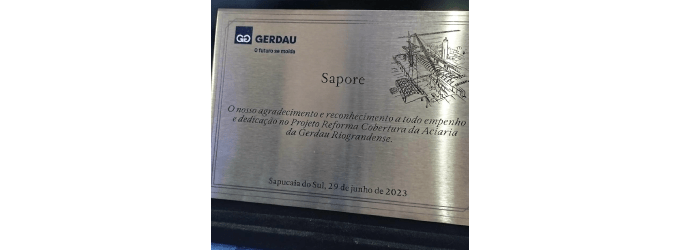 GERDAU
O futuro se molda
Sapore
O nosso agradecimento e reconhecimento a todo empenho
e dedicação no Projeto Reforma Cobertura da Aciaria
da Gerdau Riograndense.
Sapucaia do Sul, 29 de junho de 2023